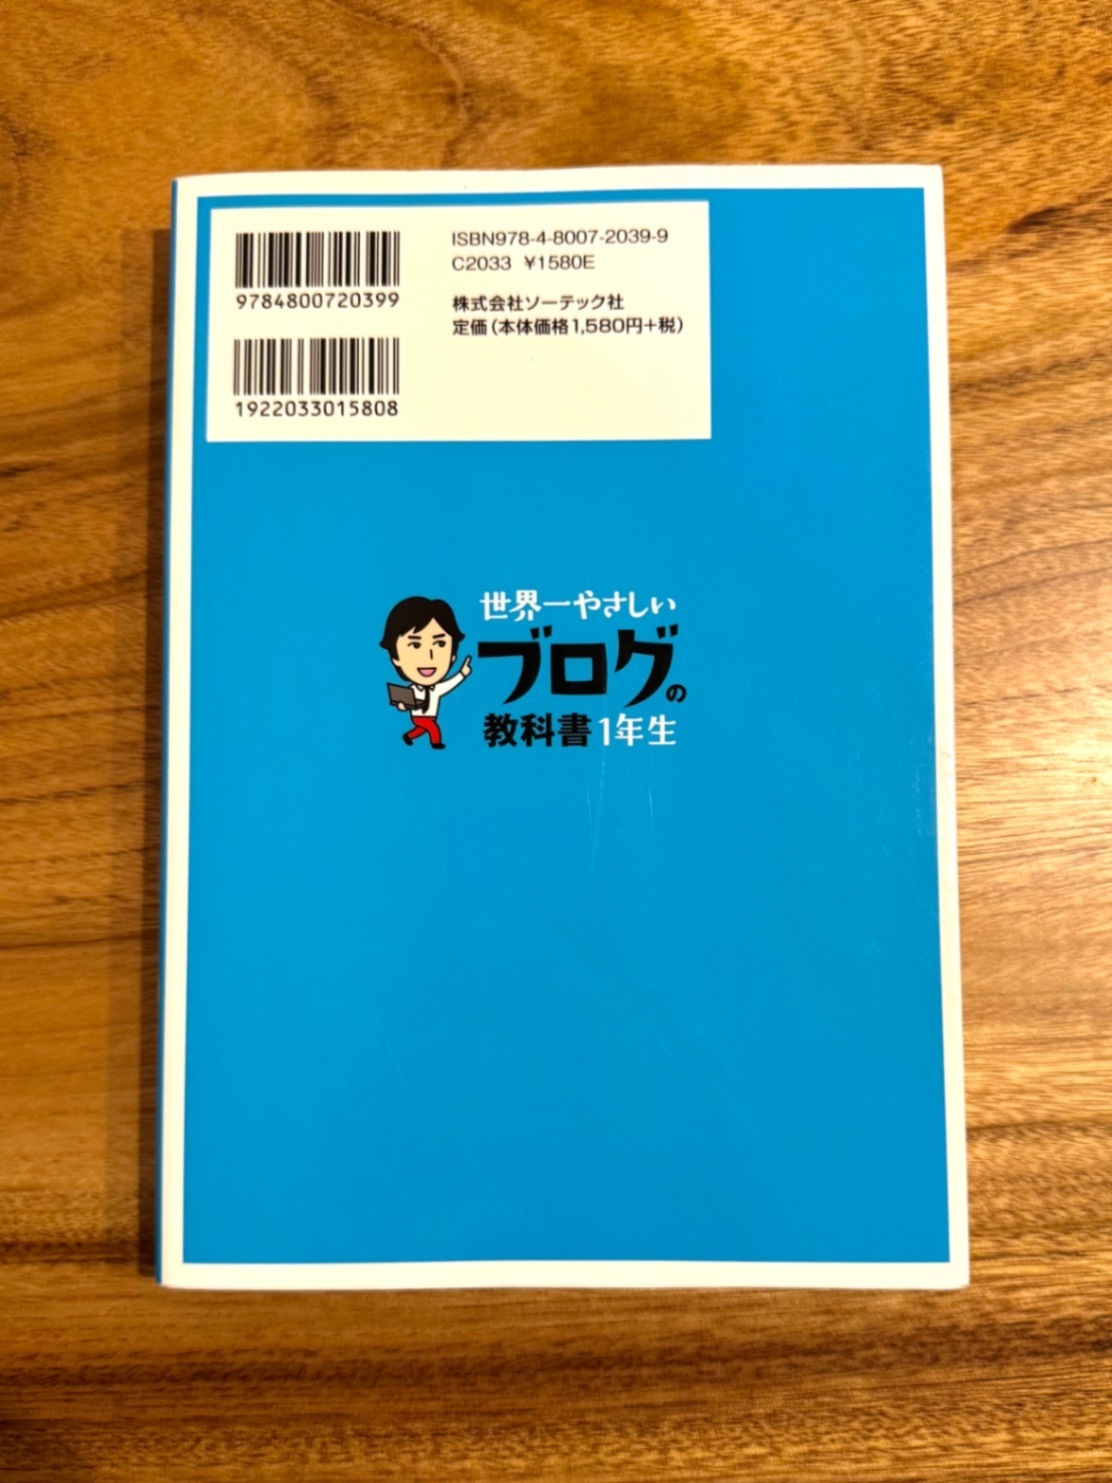 9784800720399
1922033015808
ISBN978-4-8007-2039-9
C2033 ¥1580E
株式会社ソーテック社
定価(本体価格1,580円+税)
世界一やさしい
ブログの
教科書1年生